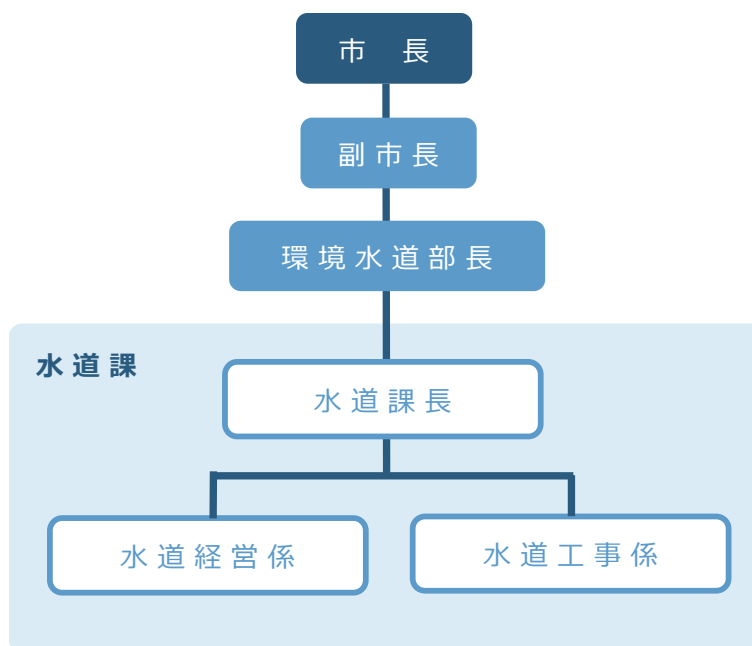 市　長
副市長
環境水道部長
水道課
水道課長
水道経営係
水道工事係